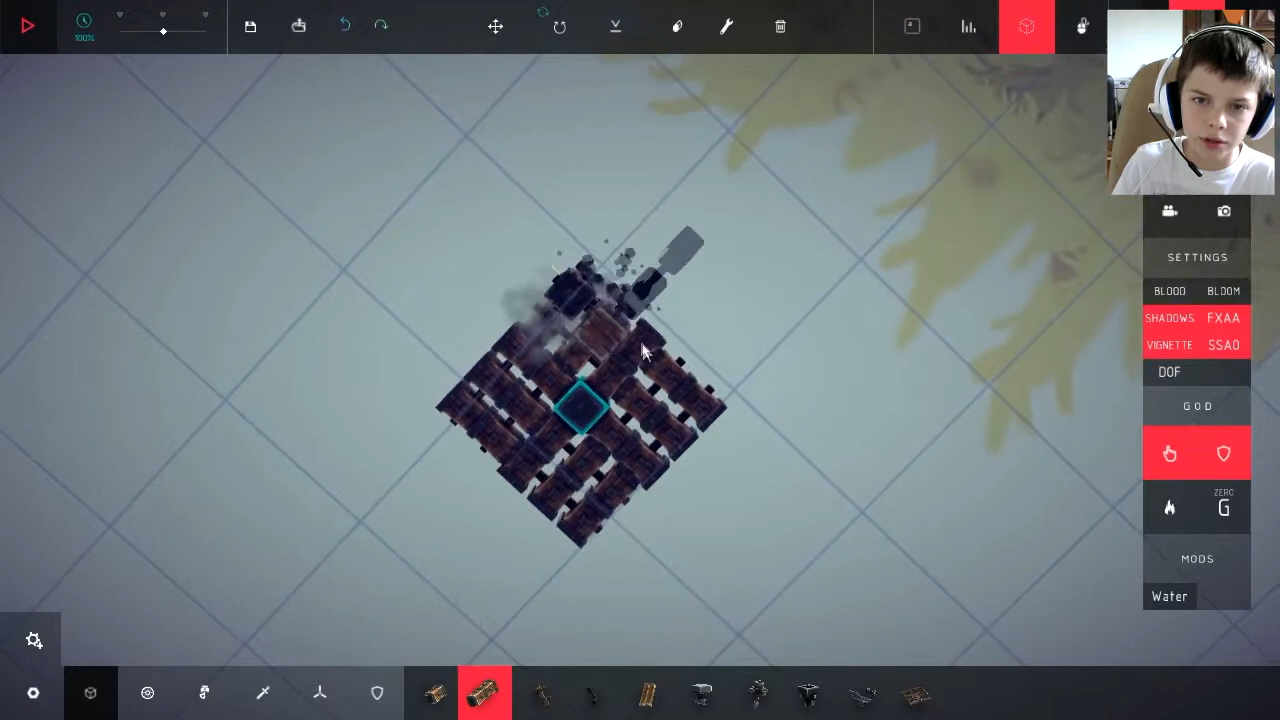 100%
SETTINGS
BLOOD BLOOM
SHADOWS FXAA
VIGNETTE SSAO
DOF
GOD
ZERO
G
MODS
Water